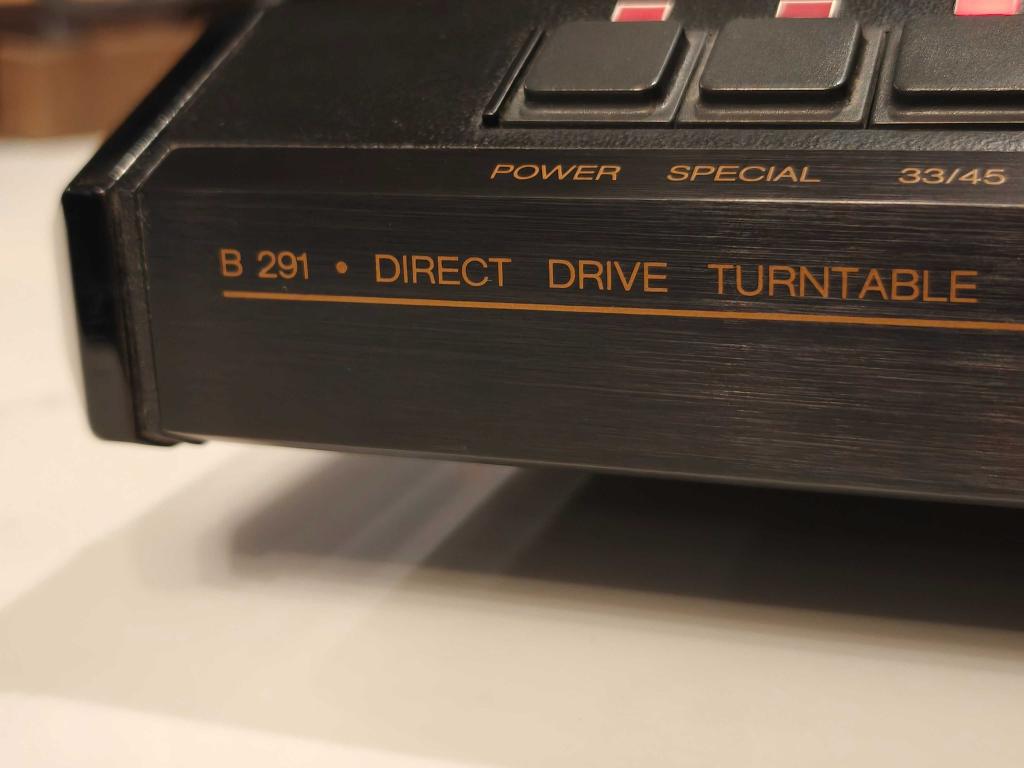 POWER SPECIAL 33/45
B 291 • DIRECT DRIVE TURNTABLE